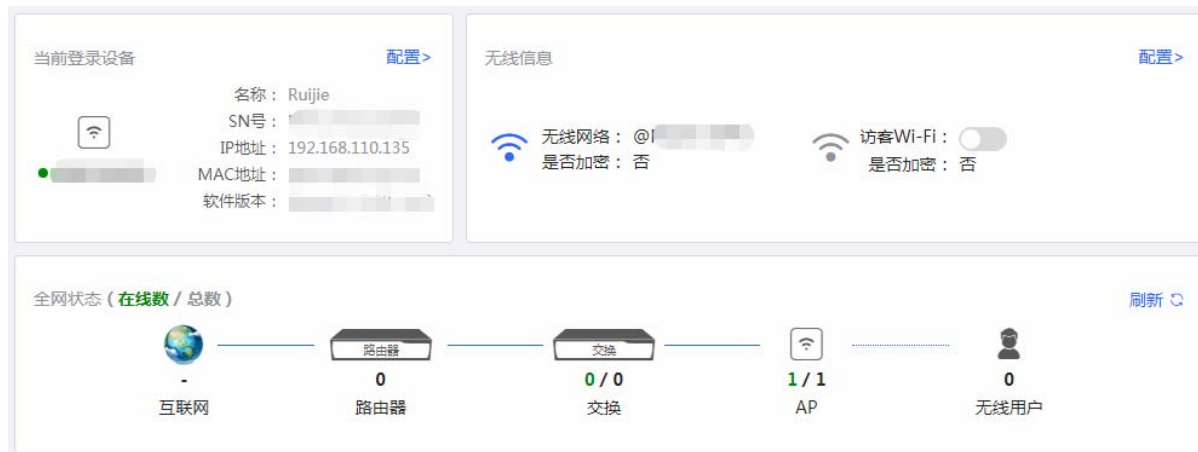 当前登录设备 配置>
名称： Ruijie
SN号：
IP地址： 192.168.110.135
MAC地址：
软件版本：
无线信息 配置>
无线网络： @
是否加密： 否
访客Wi-Fi：
是否加密： 否
全网状态 ( 在线数 / 总数 ) 刷新
路由器 交换
- 0 0 / 0 1 / 1 0
互联网 路由器 交换 AP 无线用户